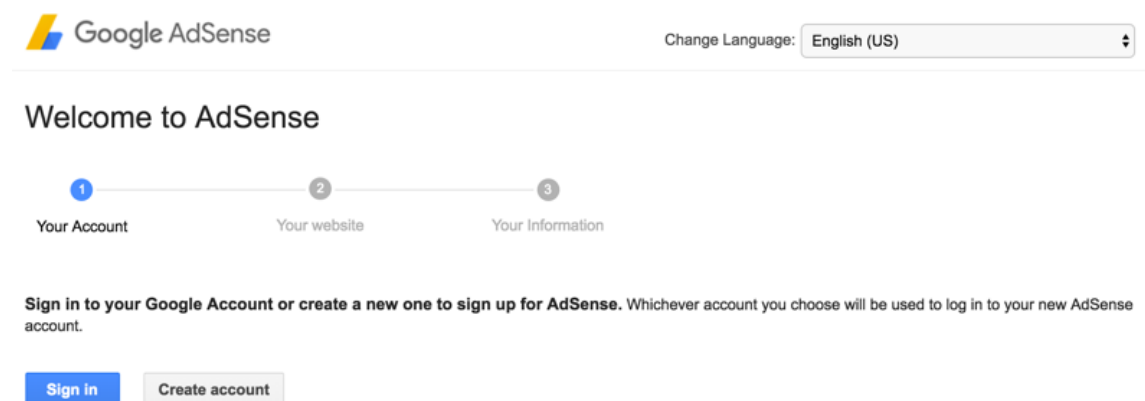 Google AdSense
Change Language: English (US)
Welcome to AdSense
1 2 3
Your Account Your website Your Information
Sign in to your Google Account or create a new one to sign up for AdSense. Whichever account you choose will be used to log in to your new AdSense
account.
Sign in Create account